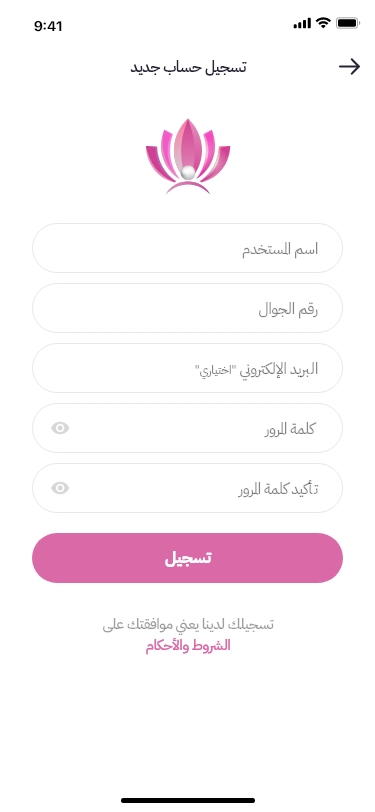 9:41
تسجيل حساب جديد
اسم المستخدم
رقم الجوال
البريد الإلكتروني "اختياري"
كلمة المرور
تأكيد كلمة المرور
تسجيل
تسجيلك لدينا يعني موافقتك على
الشروط والأحكام